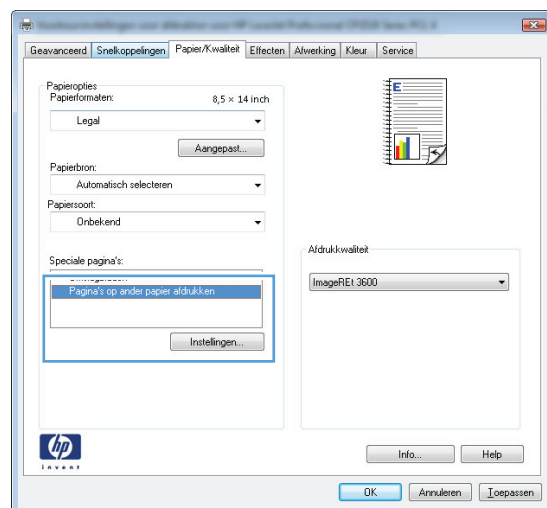 Geavanceerd Snelkoppelingen Papier/Kwaliteit Effecten Afwerking Kleur Service
Papieropties
Papierformaten: 8,5 × 14 inch
Legal
Aangepast...
Papierbron:
Automatisch selecteren
Papiersoort:
Onbekend
Speciale pagina's:
Pagina's op ander papier afdrukken
Instellingen...
E
Afdrukkwaliteit
ImageREt 3600
hp
invent
Info... Help
OK Annuleren Toepassen